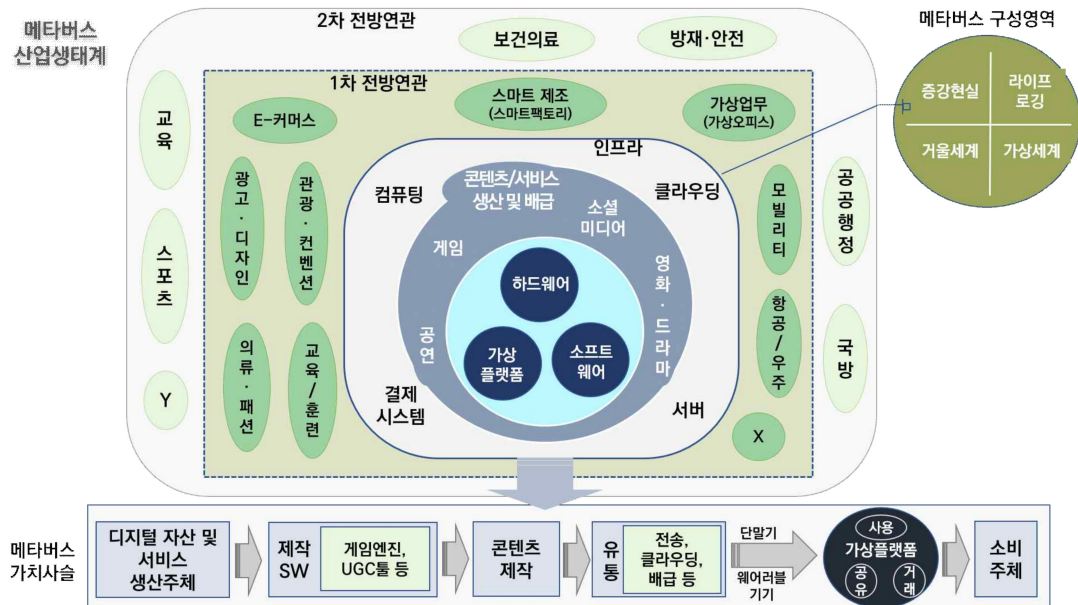 메타버스
산업생태계
2차 전방연관
보건의료
방재·안전
메타버스 구성영역
증강현실
라이프
로깅
거울세계
가상세계
1차 전방연관
E-커머스
스마트 제조
(스마트팩토리)
가상업무
(가상오피스)
교육
스포츠
Y
광고·디자인
관광·컨벤션
의류·패션
교육/훈련
인프라
컴퓨팅
클라우딩
콘텐츠/서비스
생산 및 배급
소셜
미디어
게임
영화·드라마
공연
하드웨어
가상
플랫폼
소프트
웨어
결제
시스템
서버
모빌리티
항공/우주
X
공공행정
국방
메타버스
가치사슬
디지털 자산 및
서비스
생산주체
제작
SW
게임엔진,
UGC툴 등
콘텐츠
제작
유통
전송,
클라우딩,
배급 등
단말기
웨어러블
기기
사용
가상플랫폼
공유
거래
소비
주체